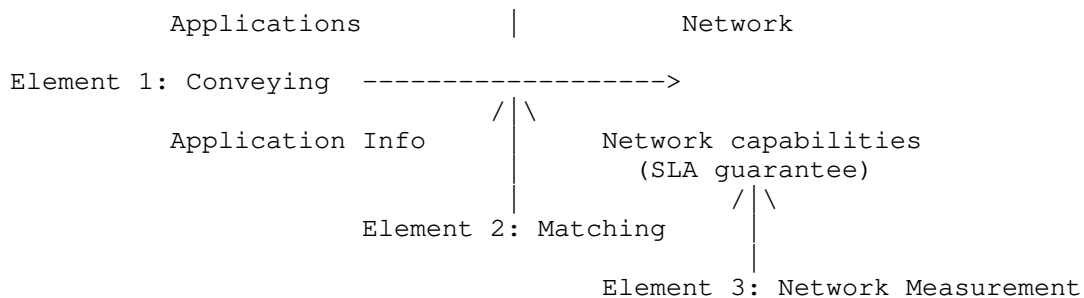 Applications | Network
Element 1: Conveying ------------------->
/|\
Application Info | Network capabilities
| (SLA guarantee)
| /|\
Element 2: Matching |
|
Element 3: Network Measurement